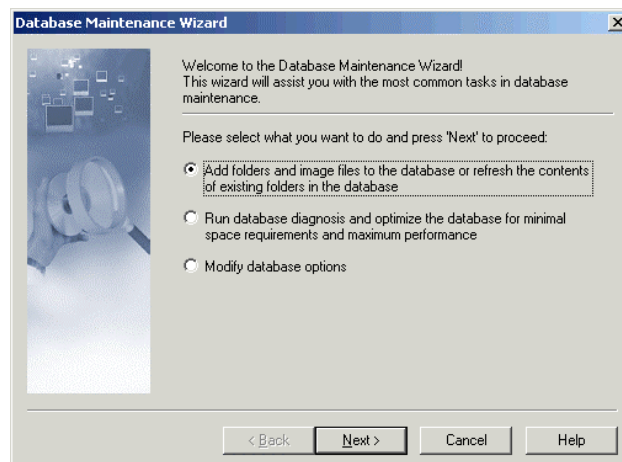 Database Maintenance Wizard
Welcome to the Database Maintenance Wizard!
This wizard will assist you with the most common tasks in database
maintenance.
Please select what you want to do and press 'Next' to proceed:
Add folders and image files to the database or refresh the contents
of existing folders in the database
Run database diagnosis and optimize the database for minimal
space requirements and maximum performance
Modify database options
< Back
Next >
Cancel
Help